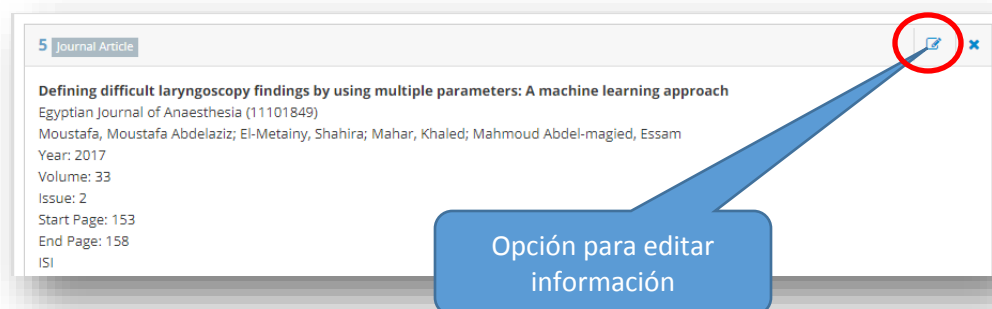 5 Journal Article
Defining difficult laryngoscopy findings by using multiple parameters: A machine learning approach
Egyptian Journal of Anaesthesia (11101849)
Moustafa, Moustafa Abdelaziz; El-Metainy, Shahira; Mahar, Khaled; Mahmoud Abdel-magied, Essam
Year: 2017
Volume: 33
Issue: 2
Start Page: 153
End Page: 158
ISI
Opción para editar
información